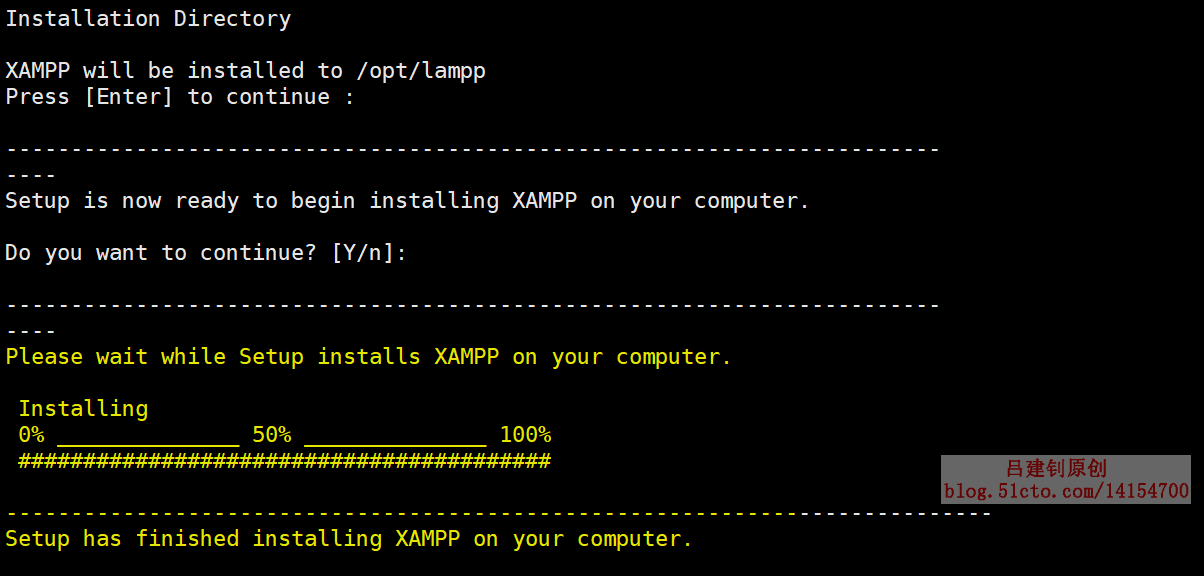 Installation Directory
XAMPP will be installed to /opt/lampp
Press [Enter] to continue :
------------------------------------------------------------------------
----
Setup is now ready to begin installing XAMPP on your computer.
Do you want to continue? [Y/n]:
------------------------------------------------------------------------
----
Please wait while Setup installs XAMPP on your computer.
Installing
0% ______________ 50% ______________ 100%
#########################################
吕建钊原创
blog.51cto.com/14154700
----------------------------------------------------------------------------
Setup has finished installing XAMPP on your computer.